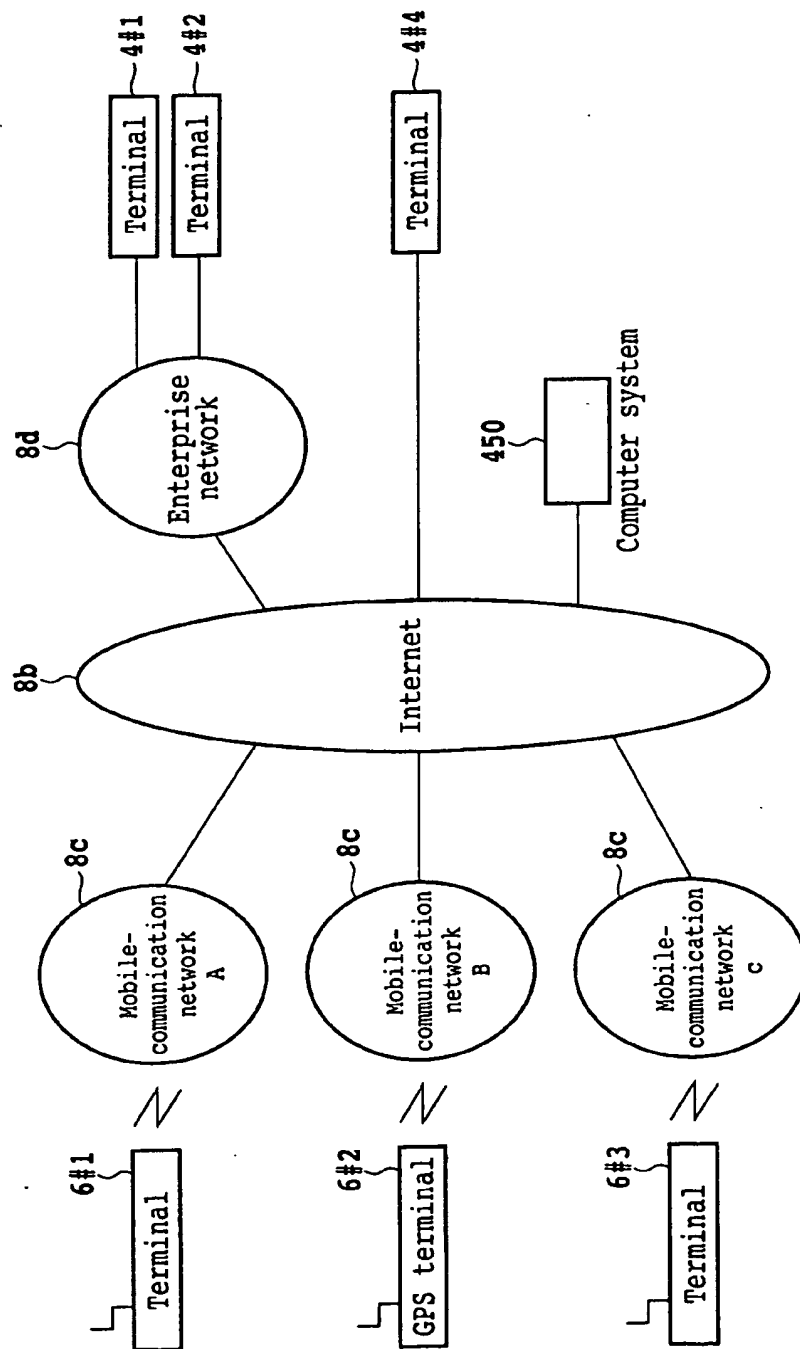 6#1
Terminal
6#2
GPS terminal
6#3
Terminal
8c
Mobile-
communication
network
A
8c
Mobile-
communication
network
B
8c
Mobile-
communication
network
C
8b
Internet
8d
Enterprise
network
450
Computer system
4#1
Terminal
4#2
Terminal
4#4
Terminal